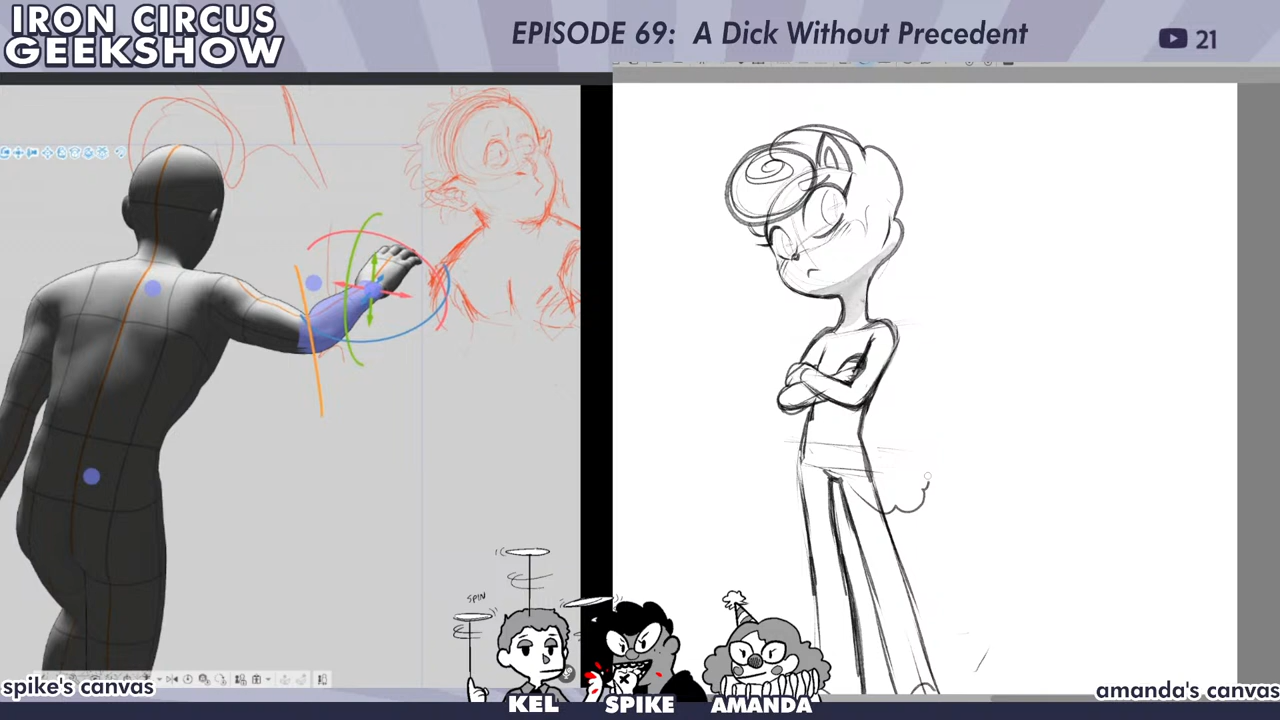 IRON CIRCUS
GEEKSHOW
EPISODE 69: A Dick Without Precedent
21
SPIN
spike's canvas
amanda's canvas
KEL
SPIKE
AMANDA